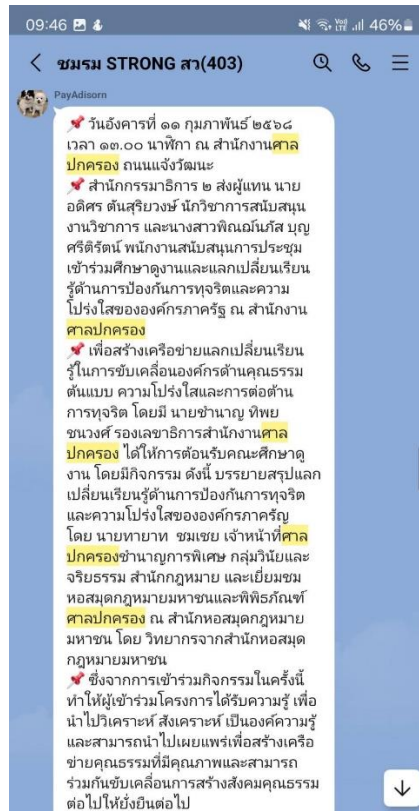 09:46 46%
ชมรม STRONG สว(403)
PayAdisorn
📌 วันอังคารที่ ๑๑ กุมภาพันธ์ ๒๕๖๘
เวลา ๑๓.๐๐ นาฬิกา ณ สำนักงานศาล
ปกครอง ถนนแจ้งวัฒนะ
📌 สำนักกรรมาธิการ ๒ ส่งผู้แทน นาย
อดิศร ตันสุริยวงษ์ นักวิชาการสนับสนุน
งานวิชาการ และนางสาวพิณณ์นภัส บุญ
ศรีติรัตน์ พนักงานสนับสนุนการประชุม
เข้าร่วมศึกษาดูงานและแลกเปลี่ยนเรียน
รู้ด้านการป้องกันการทุจริตและความ
โปร่งใสขององค์กรภาครัฐ ณ สำนักงาน
ศาลปกครอง
📌 เพื่อสร้างเครือข่ายแลกเปลี่ยนเรียน
รู้ในการขับเคลื่อนองค์กรด้านคุณธรรม
ต้นแบบ ความโปร่งใสและการต่อต้าน
การทุจริต โดยมี นายชำนาญ ทิพย
ชนวงศ์ รองเลขาธิการสำนักงานศาล
ปกครอง ได้ให้การต้อนรับคณะศึกษาดู
งาน โดยมีกิจกรรม ดังนี้ บรรยายสรุปแลก
เปลี่ยนเรียนรู้ด้านการป้องกันการทุจริต
และความโปร่งใสขององค์กรภาครัญ
โดย นายทายาท ชมเชย เจ้าหน้าที่ศาล
ปกครองชำนาญการพิเศษ กลุ่มวินัยและ
จริยธรรม สำนักกฎหมาย และเยี่ยมชม
หอสมุดกฎหมายมหาชนและพิพิธภัณฑ์
ศาลปกครอง ณ สำนักหอสมุดกฎหมาย
มหาชน โดย วิทยากรจากสำนักหอสมุด
กฎหมายมหาชน
📌 ซึ่งจากการเข้าร่วมกิจกรรมในครั้งนี้
ทำให้ผู้เข้าร่วมโครงการได้รับความรู้ เพื่อ
นำไปวิเคราะห์ สังเคราะห์ เป็นองค์ความรู้
และสามารถนำไปเผยแพร่เพื่อสร้างเครือ
ข่ายคุณธรรมที่มีคุณภาพและสามารถ
ร่วมกันขับเคลื่อนการสร้างสังคมคุณธรรม
ต่อไปให้ยั่งยืนต่อไป